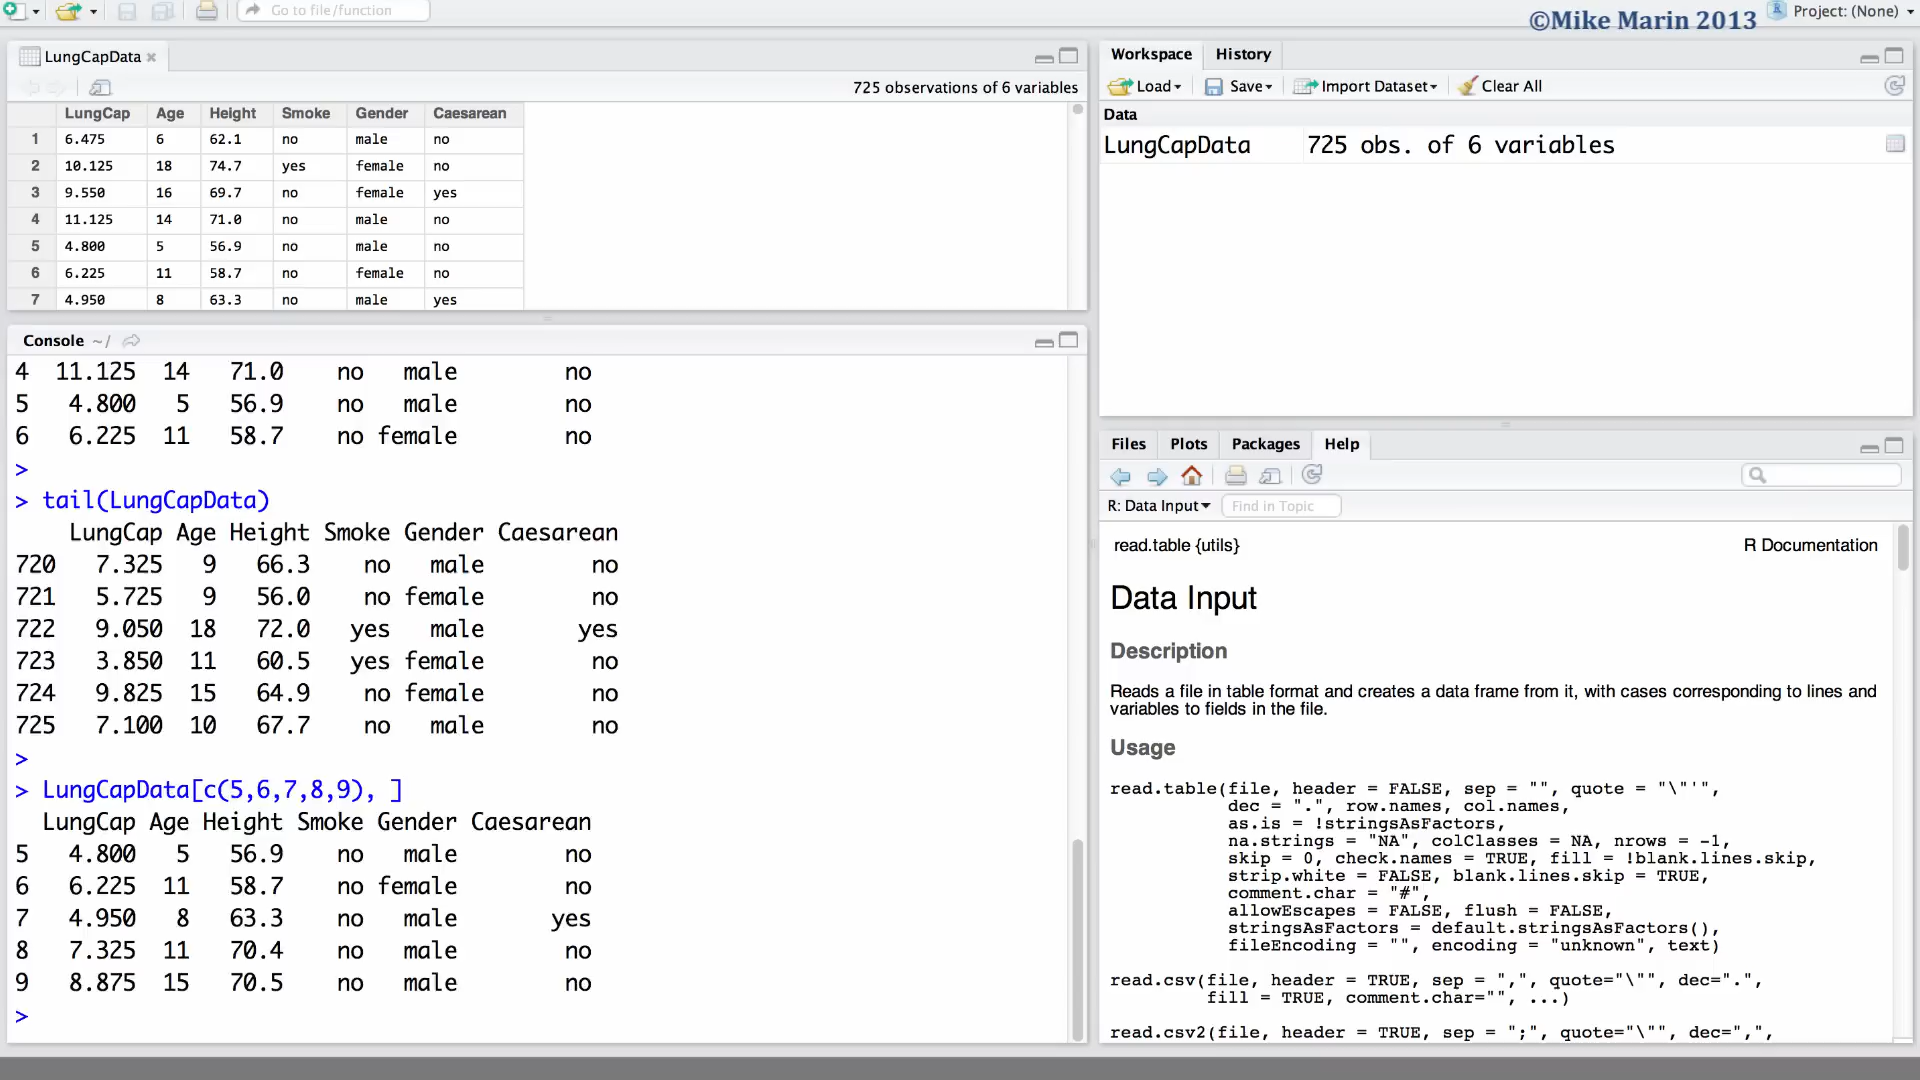 Go to file/function
©Mike Marin 2013
Project: (None)
LungCapData
725 observations of 6 variables
LungCap Age Height Smoke Gender Caesarean
1 6.475 6 62.1 no male no
2 10.125 18 74.7 yes female no
3 9.550 16 69.7 no female yes
4 11.125 14 71.0 no male no
5 4.800 5 56.9 no male no
6 6.225 11 58.7 no female no
7 4.950 8 63.3 no male yes
Console ~/
4 11.125 14 71.0 no male no
5 4.800 5 56.9 no male no
6 6.225 11 58.7 no female no
>
> tail(LungCapData)
LungCap Age Height Smoke Gender Caesarean
720 7.325 9 66.3 no male no
721 5.725 9 56.0 no female no
722 9.050 18 72.0 yes male yes
723 3.850 11 60.5 yes female no
724 9.825 15 64.9 no female no
725 7.100 10 67.7 no male no
>
> LungCapData[c(5,6,7,8,9), ]
LungCap Age Height Smoke Gender Caesarean
5 4.800 5 56.9 no male no
6 6.225 11 58.7 no female no
7 4.950 8 63.3 no male yes
8 7.325 11 70.4 no male no
9 8.875 15 70.5 no male no
>
Workspace History
Load Save Import Dataset Clear All
Data
LungCapData 725 obs. of 6 variables
Files Plots Packages Help
R: Data Input Find in Topic
read.table {utils} R Documentation
Data Input
Description
Reads a file in table format and creates a data frame from it, with cases corresponding to lines and
variables to fields in the file.
Usage
read.table(file, header = FALSE, sep = "", quote = "\"'",
dec = ".", row.names, col.names,
as.is = !stringsAsFactors,
na.strings = "NA", colClasses = NA, nrows = -1,
skip = 0, check.names = TRUE, fill = !blank.lines.skip,
strip.white = FALSE, blank.lines.skip = TRUE,
comment.char = "#",
allowEscapes = FALSE, flush = FALSE,
stringsAsFactors = default.stringsAsFactors(),
fileEncoding = "", encoding = "unknown", text)
read.csv(file, header = TRUE, sep = ",", quote="\"", dec=".",
fill = TRUE, comment.char="", ...)
read.csv2(file, header = TRUE, sep = ";", quote="\"", dec=",",